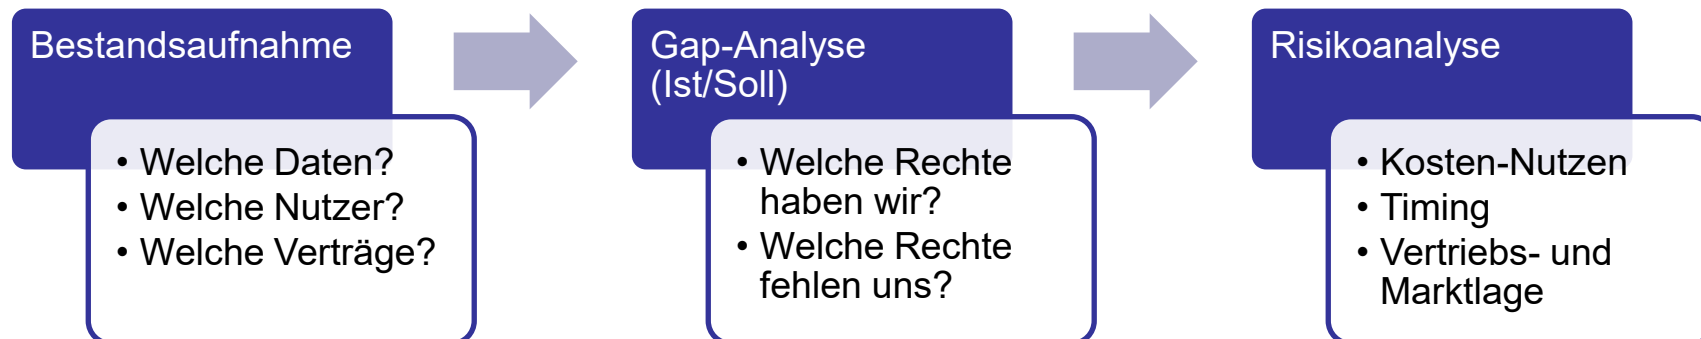 Bestandsaufnahme
• Welche Daten?
• Welche Nutzer?
• Welche Verträge?
Gap-Analyse
(Ist/Soll)
• Welche Rechte
haben wir?
• Welche Rechte
fehlen uns?
Risikoanalyse
• Kosten-Nutzen
• Timing
• Vertriebs- und
Marktlage